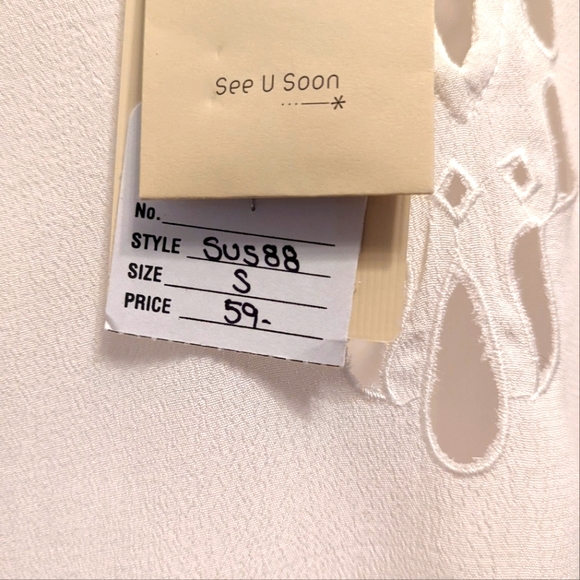 See U Soon
No.
STYLE SUS88
SIZE S
PRICE 59-